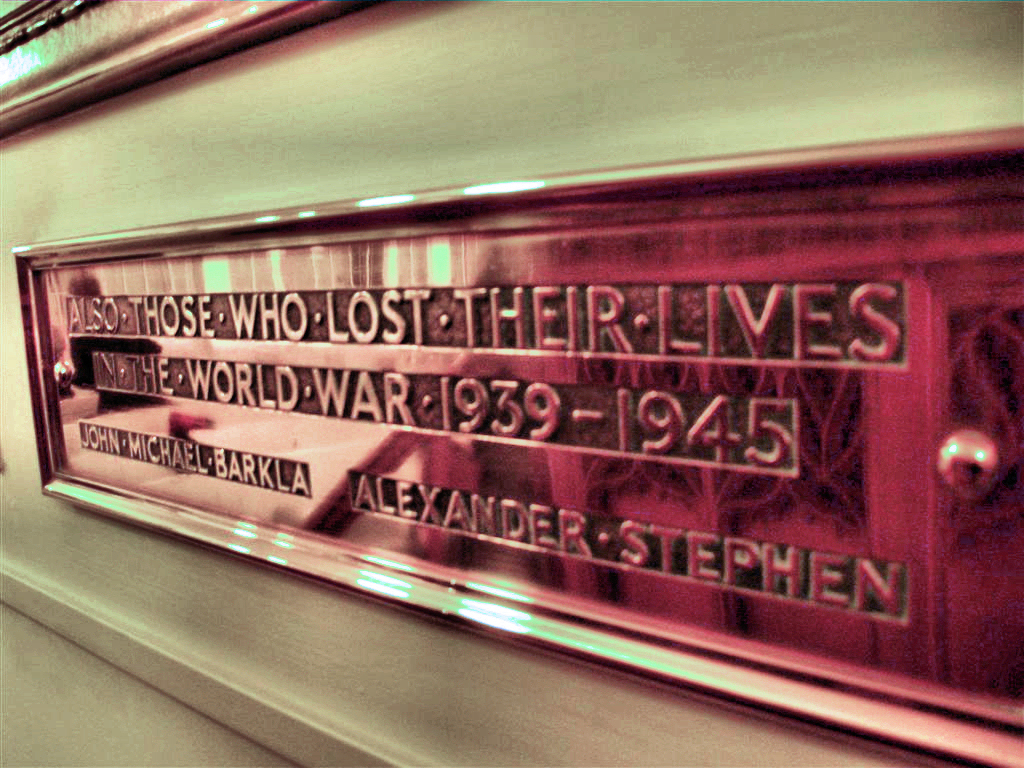 ALSO·THOSE·WHO·LOST·THEIR·LIVES
IN·THE·WORLD·WAR·1939–1945
JOHN·MICHAEL·BARKLA ALEXANDER·STEPHEN